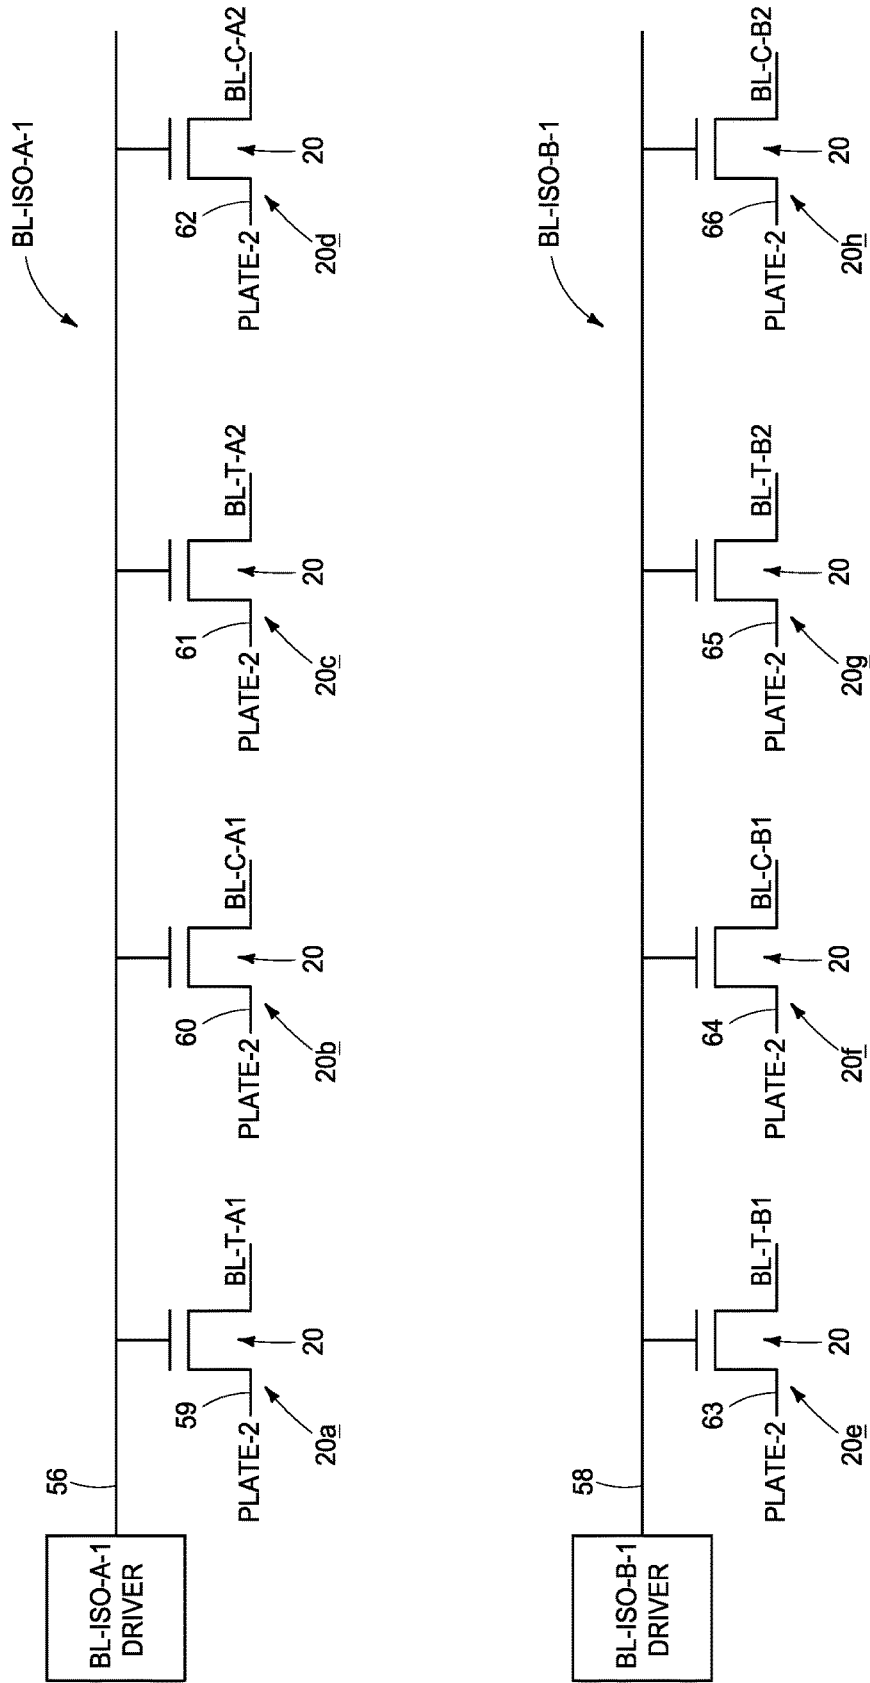 BL-ISO-A-1
56
BL-ISO-A-1
DRIVER
59
PLATE-2
BL-T-A1
20
20a
60
PLATE-2
BL-C-A1
20
20b
61
PLATE-2
BL-T-A2
20
20c
62
PLATE-2
BL-C-A2
20
20d
BL-ISO-B-1
58
BL-ISO-B-1
DRIVER
63
PLATE-2
BL-T-B1
20
20e
64
PLATE-2
BL-C-B1
20
20f
65
PLATE-2
BL-T-B2
20
20g
66
PLATE-2
BL-C-B2
20
20h